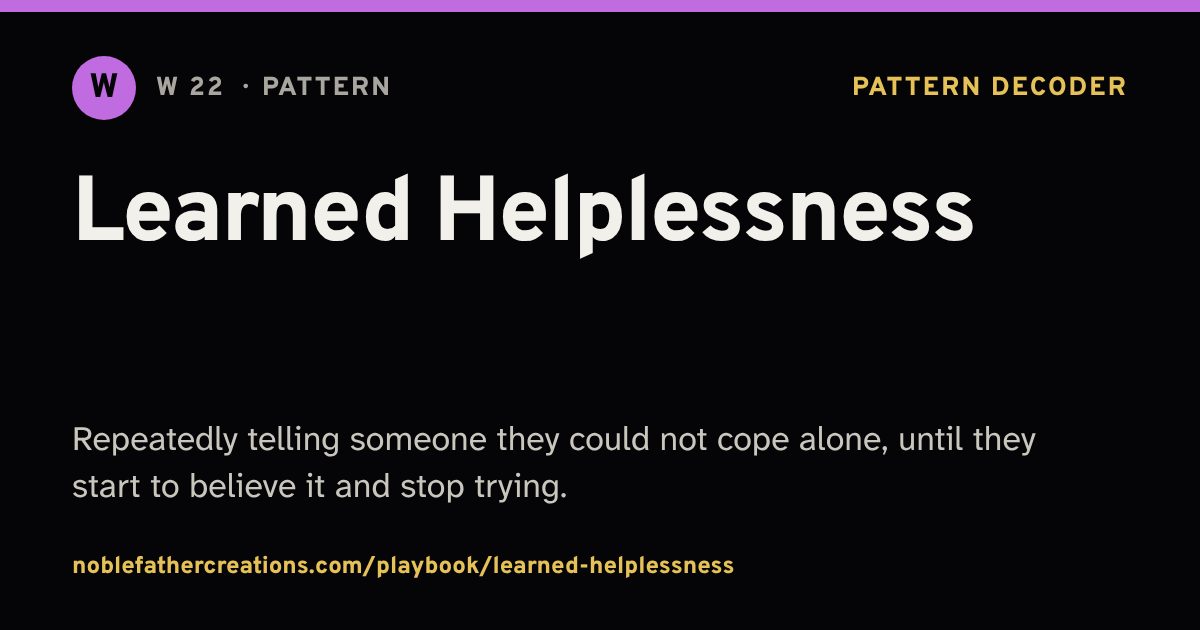 W
W 22 · PATTERN
PATTERN DECODER
Learned Helplessness
Repeatedly telling someone they could not cope alone, until they
start to believe it and stop trying.
noblefathercreations.com/playbook/learned-helplessness